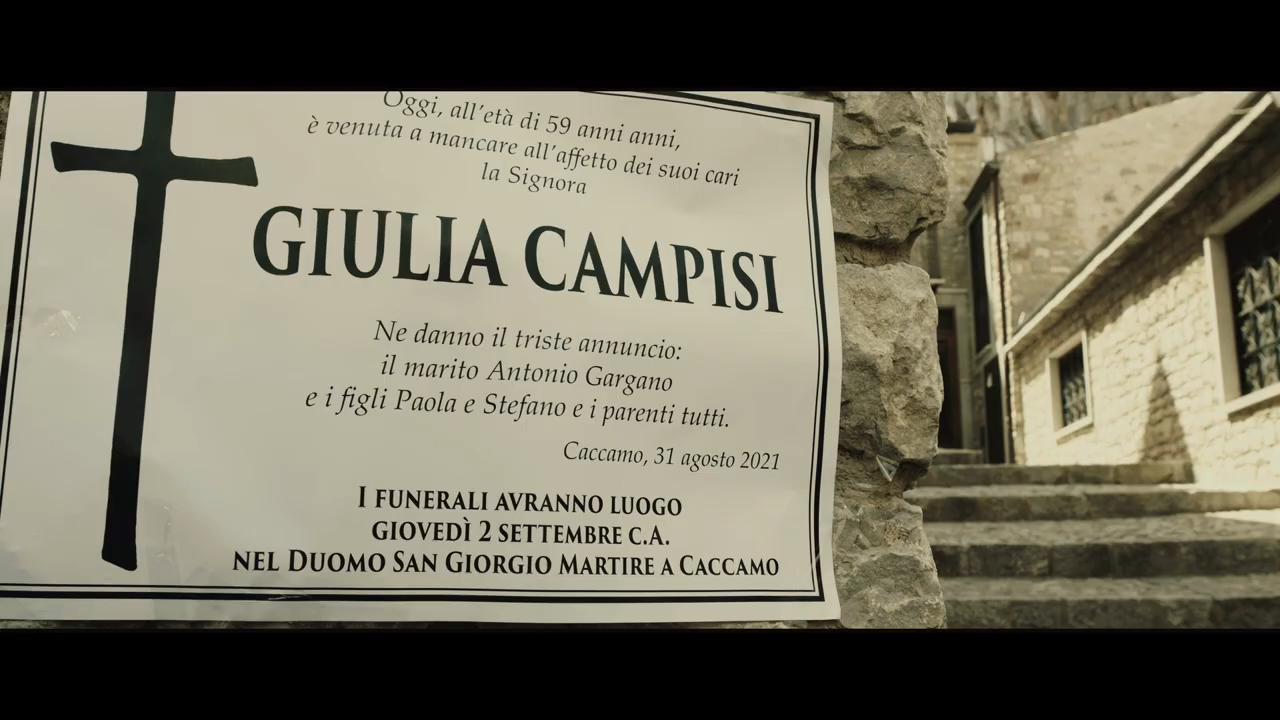 Oggi, all'età di 59 anni anni,
è venuta a mancare all'affetto dei suoi cari
la Signora
GIULIA CAMPISI
Ne danno il triste annuncio:
il marito Antonio Gargano
e i figli Paola e Stefano e i parenti tutti.
Caccamo, 31 agosto 2021
I FUNERALI AVRANNO LUOGO
GIOVEDÌ 2 SETTEMBRE C.A.
NEL DUOMO SAN GIORGIO MARTIRE A CACCAMO